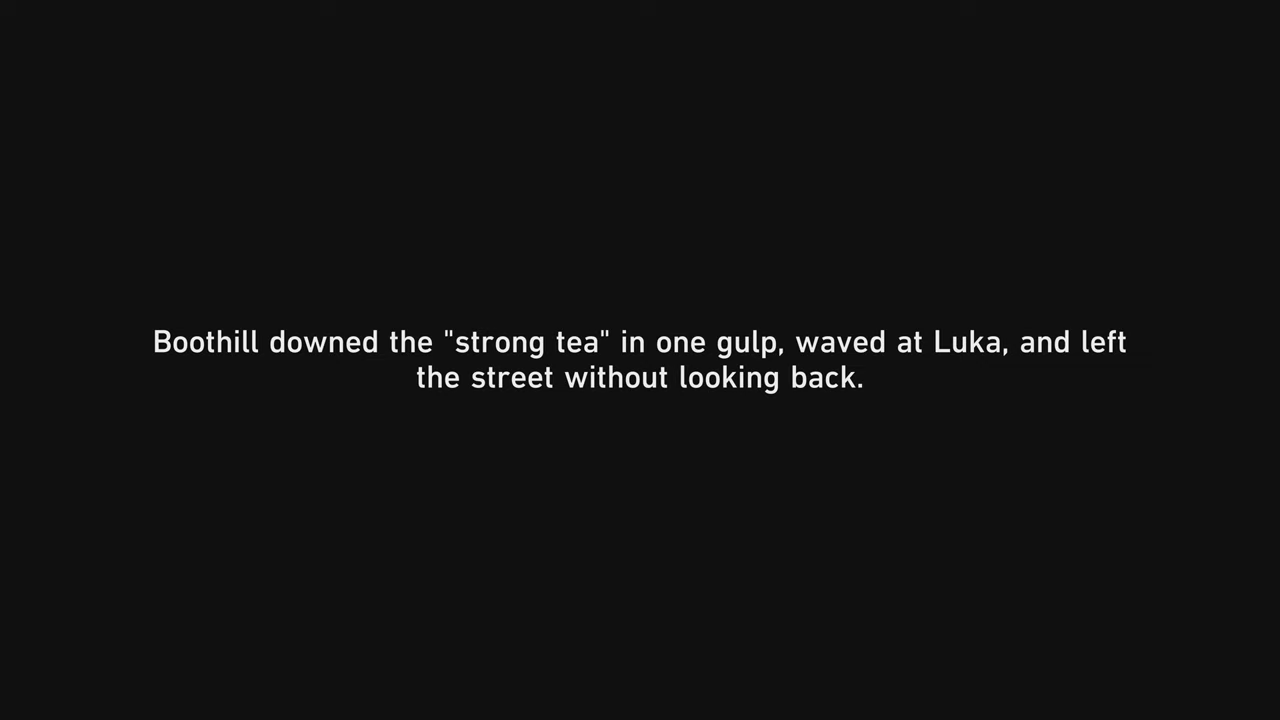 Boothill downed the "strong tea" in one gulp, waved at Luka, and left
the street without looking back.